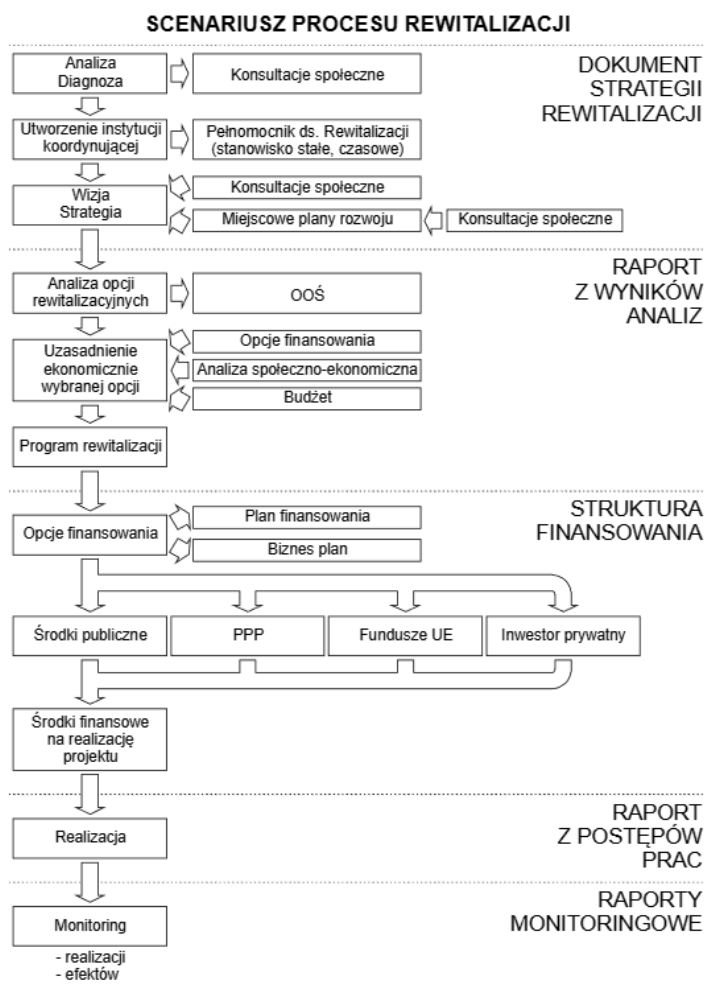 SCENARIUSZ PROCESU REWITALIZACJI
Analiza
Diagnoza
Konsultacje społeczne
DOKUMENT
STRATEGII
REWITALIZACJI
Utworzenie instytucji
koordynującej
Pełnomocnik ds. Rewitalizacji
(stanowisko stałe, czasowe)
Wizja
Strategia
Konsultacje społeczne
Miejscowe plany rozwoju
Konsultacje społeczne
RAPORT
Z WYNIKÓW
ANALIZ
Analiza opcji
rewitalizacyjnych
OOŚ
Uzasadnienie
ekonomicznie
wybranej opcji
Opcje finansowania
Analiza społeczno-ekonomiczna
Budżet
Program rewitalizacji
STRUKTURA
FINANSOWANIA
Opcje finansowania
Plan finansowania
Biznes plan
Środki publiczne
PPP
Fundusze UE
Inwestor prywatny
Środki finansowe
na realizację
projektu
RAPORT
Z POSTĘPÓW
PRAC
Realizacja
RAPORTY
MONITORINGOWE
Monitoring
- realizacji
- efektów